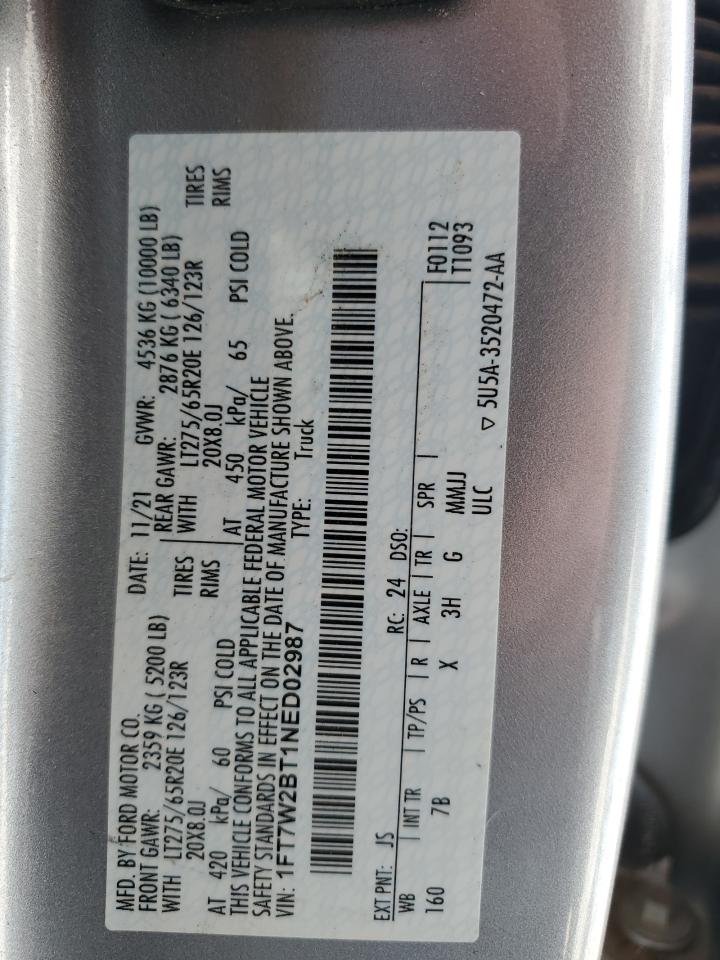 MFD. BY FORD MOTOR CO.
DATE: 11/21 GVWR: 4536 KG (10000 LB)
FRONT GAWR: 2359 KG ( 5200 LB)
REAR GAWR: 2876 KG ( 6340 LB)
WITH LT275/65R20E 126/123R TIRES
WITH LT275/65R20E 126/123R TIRES
20X8.0J RIMS
20X8.0J RIMS
AT 420 kPa/ 60 PSI COLD
AT 450 kPa/ 65 PSI COLD
THIS VEHICLE CONFORMS TO ALL APPLICABLE FEDERAL MOTOR VEHICLE
SAFETY STANDARDS IN EFFECT ON THE DATE OF MANUFACTURE SHOWN ABOVE.
VIN: 1FT7W2BT1NED02987 TYPE: Truck
EXT PNT: JS RC: 24 DSO:
WB INT TR TP/PS R AXLE TR SPR F0112
160 7B X 3H G MMJJ T1093
ULC
▽ 5U5A-3520472-AA